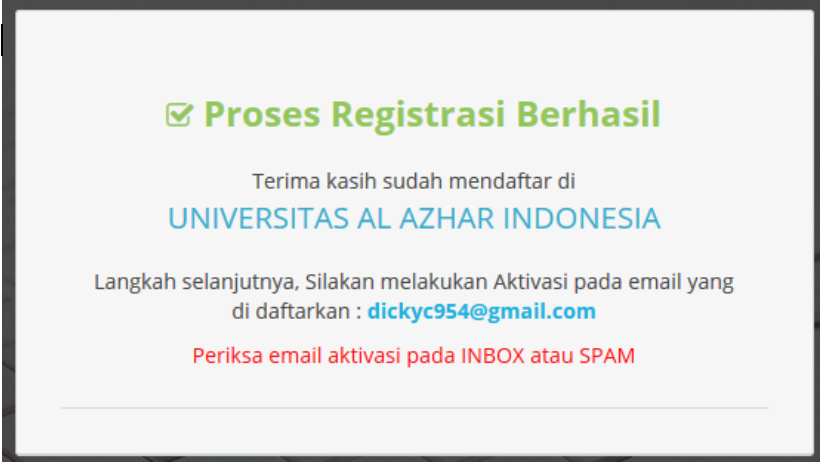 Proses Registrasi Berhasil
Terima kasih sudah mendaftar di
UNIVERSITAS AL AZHAR INDONESIA
Langkah selanjutnya, Silakan melakukan Aktivasi pada email yang
di daftarkan : dickyc954@gmail.com
Periksa email aktivasi pada INBOX atau SPAM